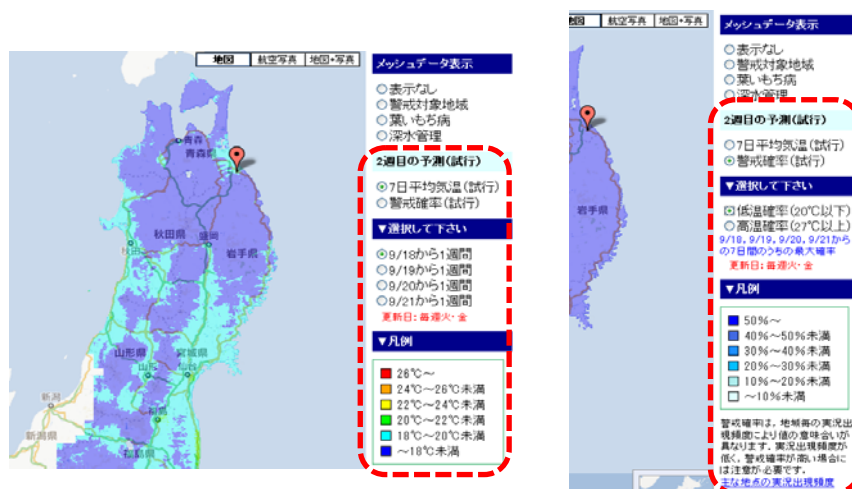 地図 航空写真 地図+写真
メッシュデータ表示
○表示なし
○警戒対象地域
○葉いもち病
○深水管理
2週目の予測(試行)
◉7日平均気温(試行)
○警戒確率(試行)
▼選択して下さい
◉9/18から1週間
○9/19から1週間
○9/20から1週間
○9/21から1週間
更新日:毎週火・金
▼凡例
26℃~
24℃~26℃未満
22℃~24℃未満
20℃~22℃未満
18℃~20℃未満
~18℃未満
青森
青森県
秋田県
盛岡
岩手県
秋田
山形県
宮城県
山形
仙台
新潟
福島
新潟県
福島県
航空写真 地図+写真
メッシュデータ表示
○表示なし
○警戒対象地域
○葉いもち病
○深水管理
2週目の予測(試行)
○7日平均気温(試行)
◉警戒確率(試行)
▼選択して下さい
低温確率(20℃以下)
○高温確率(27℃以上)
9/18, 9/19, 9/20, 9/21から
の7日間のうちの最大確率
更新日:毎週火・金
▼凡例
50%~
40%~50%未満
30%~40%未満
20%~30%未満
10%~20%未満
~10%未満
警戒確率は、地域毎の実況出
現頻度により値の意味合いが
異なります。実況出現頻度が
低く、警戒確率が高い場合に
は注意が必要です。
主な地点の実況出現頻度
岩手県